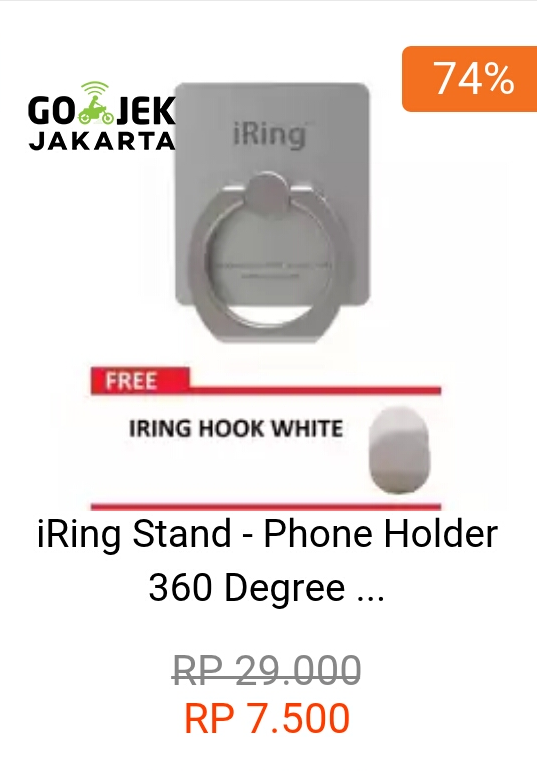 74%
GO JEK
JAKARTA
iRing
FREE
IRING HOOK WHITE
iRing Stand - Phone Holder
360 Degree ...
RP 29.000
RP 7.500